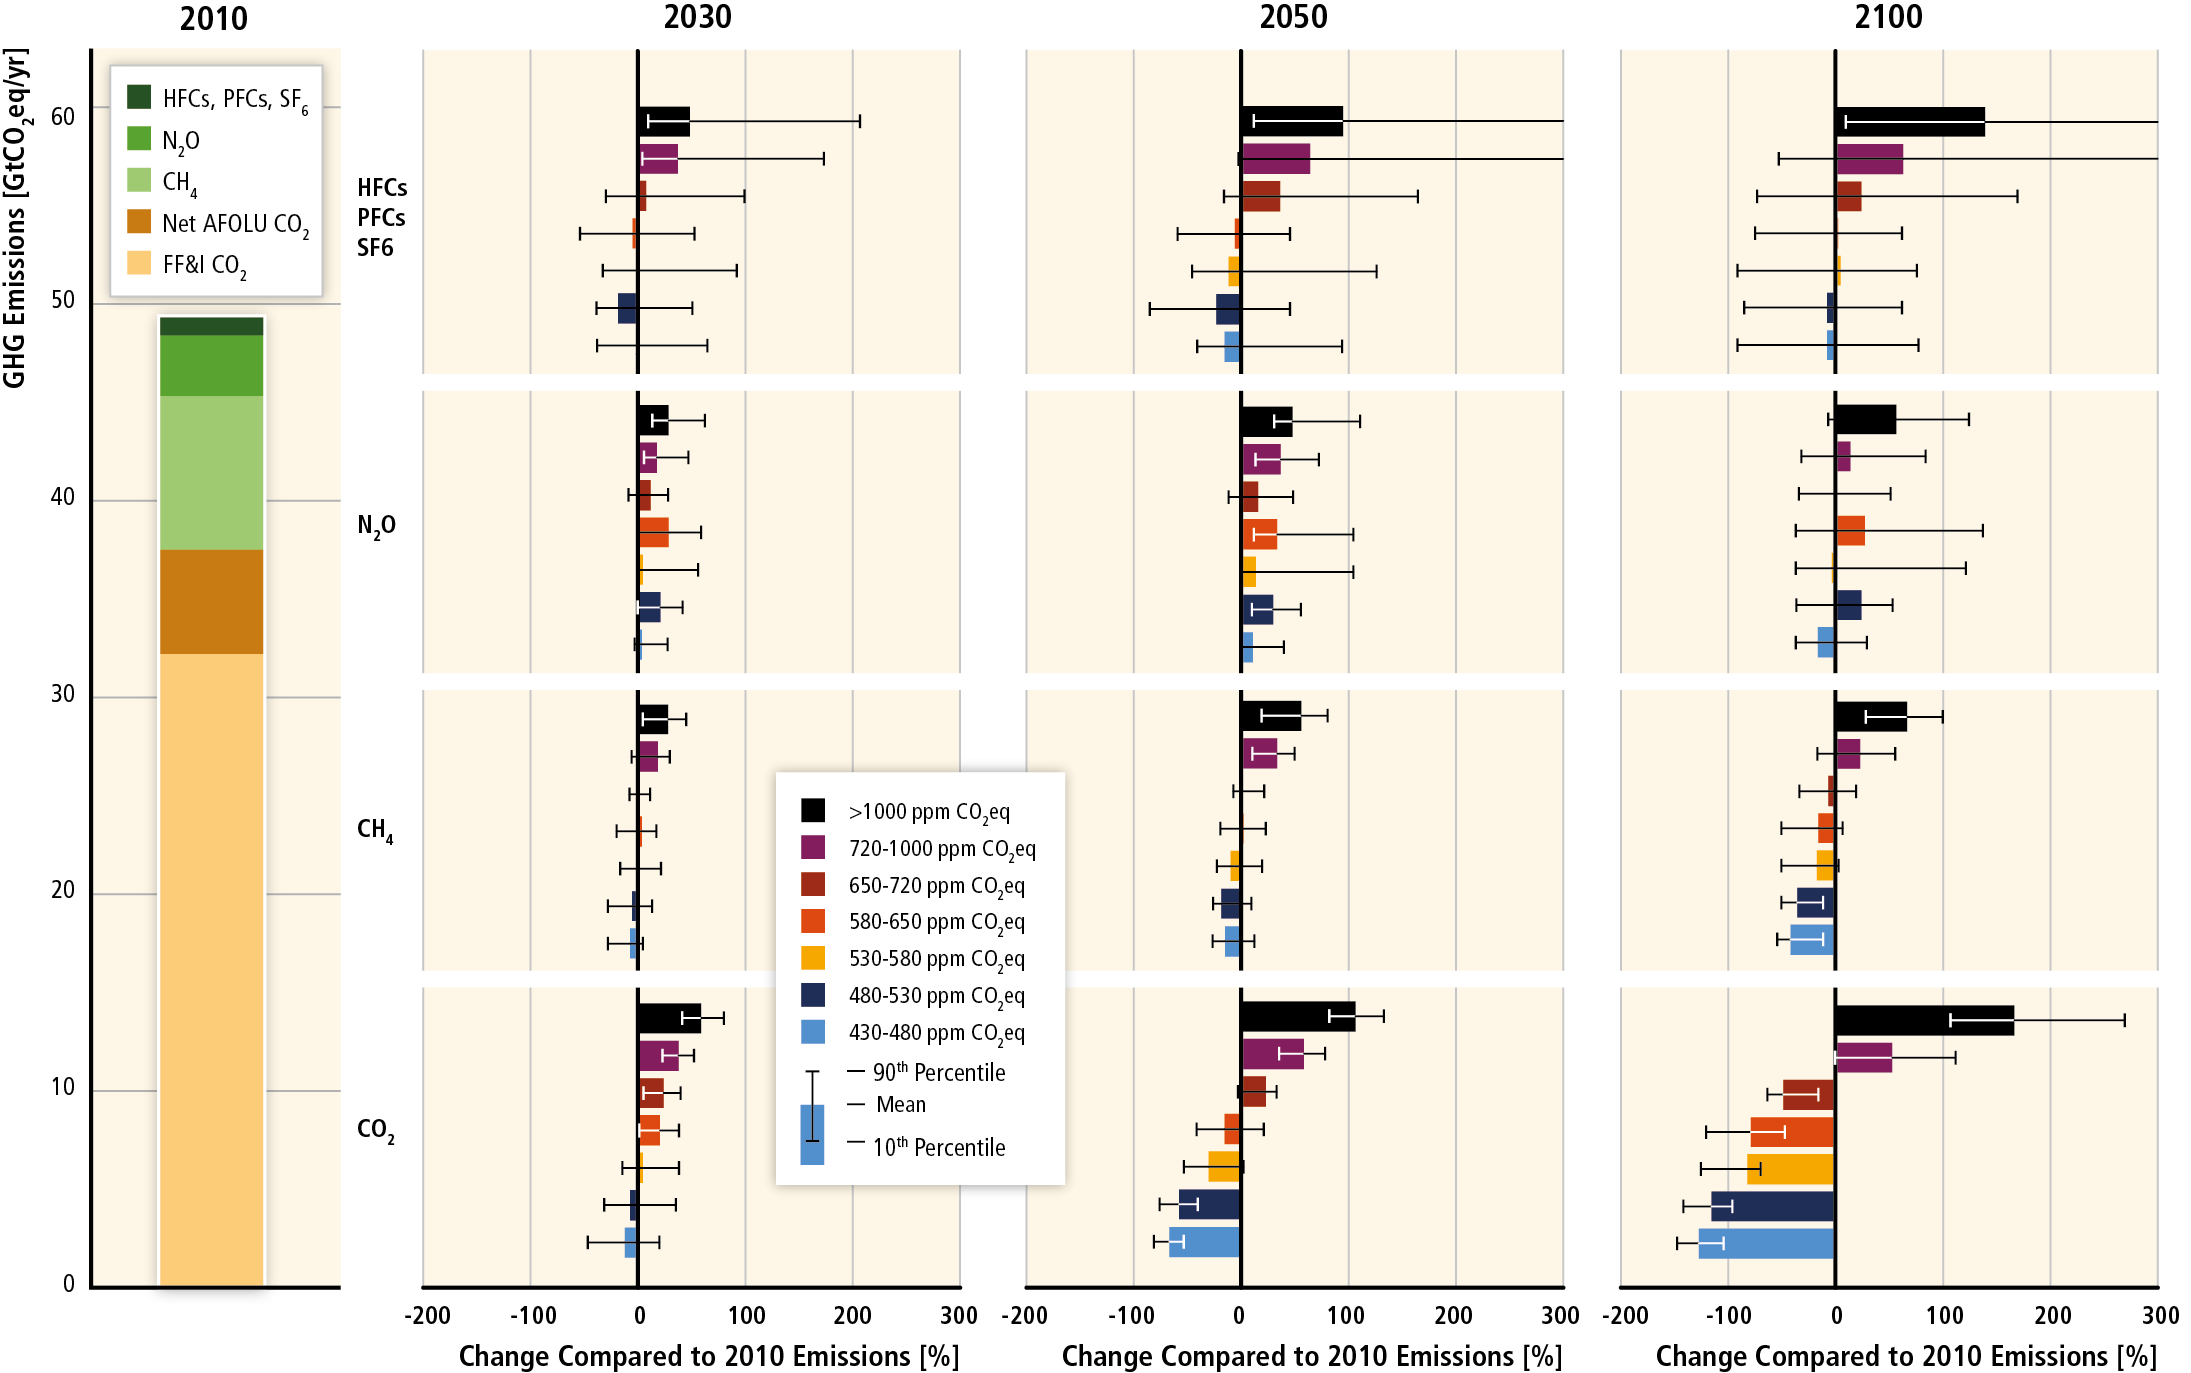 2010
2030
2050
2100
GHG Emissions [GtCO₂eq/yr]
60
50
40
30
20
10
0
HFCs, PFCs, SF₆
N₂O
CH₄
Net AFOLU CO₂
FF&I CO₂
HFCs
PFCs
SF6
N₂O
CH₄
CO₂
>1000 ppm CO₂eq
720-1000 ppm CO₂eq
650-720 ppm CO₂eq
580-650 ppm CO₂eq
530-580 ppm CO₂eq
480-530 ppm CO₂eq
430-480 ppm CO₂eq
90th Percentile
Mean
10th Percentile
-200 -100 0 100 200 300
-200 -100 0 100 200 300
-200 -100 0 100 200 300
Change Compared to 2010 Emissions [%]
Change Compared to 2010 Emissions [%]
Change Compared to 2010 Emissions [%]